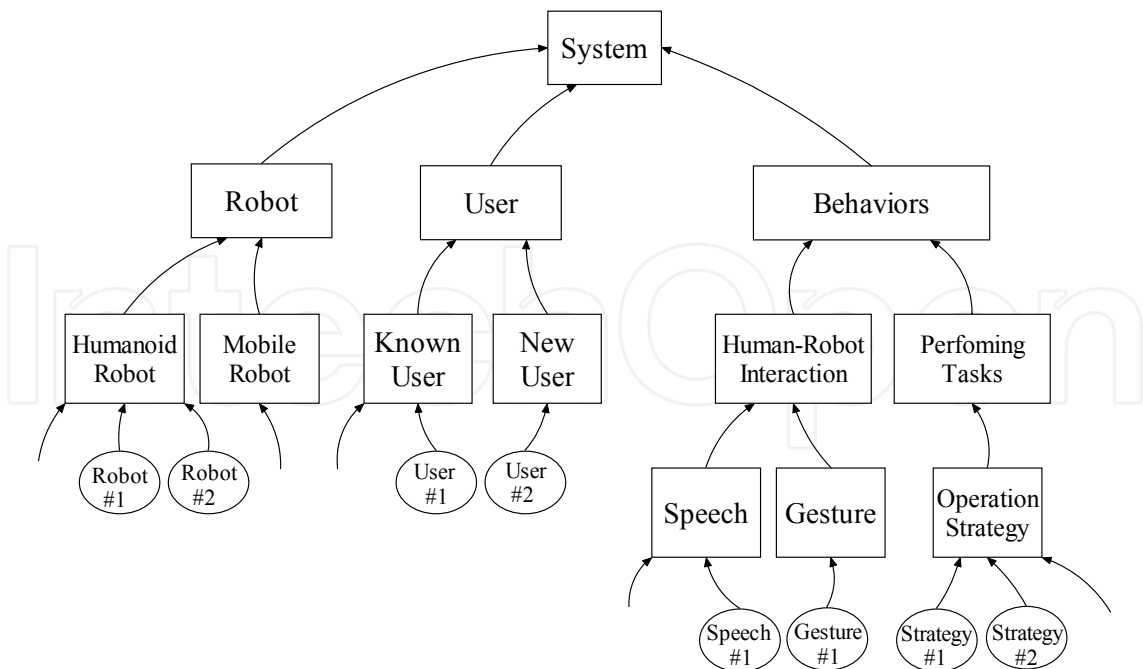 System
Robot
User
Behaviors
Humanoid
Robot
Mobile
Robot
Known
User
New
User
Human-Robot
Interaction
Perfoming
Tasks
Robot
#1
Robot
#2
User
#1
User
#2
Speech
Gesture
Operation
Strategy
Speech
#1
Gesture
#1
Strategy
#1
Strategy
#2
IntechOpen